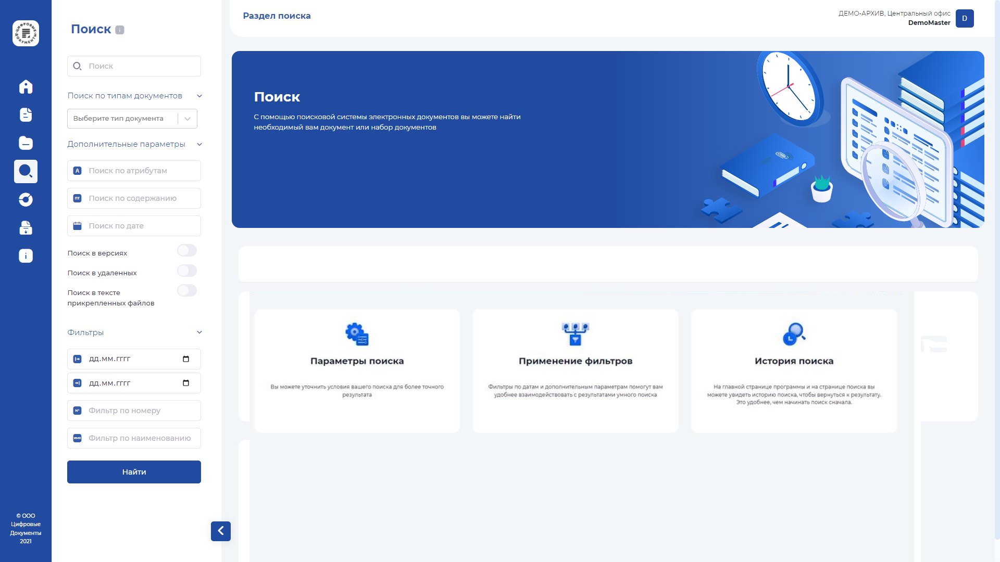 ЦИФРОВЫЕ ДОКУМЕНТЫ
Поиск i
Поиск
Поиск по типам документов
Выберите тип документа
Дополнительные параметры
A Поиск по атрибутам
ПТ Поиск по содержанию
Поиск по дате
Поиск в версиях
Поиск в удаленных
Поиск в тексте
прикрепленных файлов
Фильтры
дд.мм.гггг
дд.мм.гггг
N° Фильтр по номеру
ИМЯ Фильтр по наименованию
Найти
© ООО
Цифровые
Документы
2021
Раздел поиска
ДЕМО-АРХИВ, Центральный офис
DemoMaster
D
Поиск
С помощью поисковой системы электронных документов вы можете найти
необходимый вам документ или набор документов
Параметры поиска
Вы можете уточнить условия вашего поиска для более точного
результата
Применение фильтров
Фильтры по датам и дополнительным параметрам помогут вам
удобнее взаимодействовать с результатами умного поиска
История поиска
На главной странице программы и на странице поиска вы
можете увидеть историю поиска, чтобы вернуться к результату.
Это удобнее, чем начинать поиск сначала.